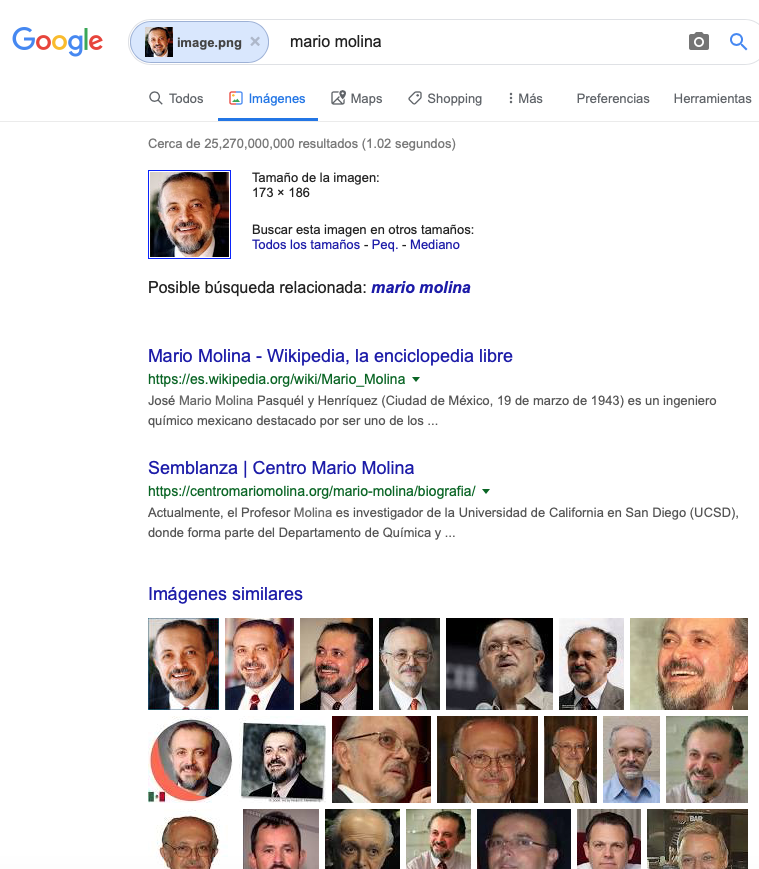 Google
image.png
mario molina
Todos
Imágenes
Maps
Shopping
Más
Preferencias
Herramientas
Cerca de 25,270,000,000 resultados (1.02 segundos)
Tamaño de la imagen:
173 × 186
Buscar esta imagen en otros tamaños:
Todos los tamaños - Peq. - Mediano
Posible búsqueda relacionada: mario molina
Mario Molina - Wikipedia, la enciclopedia libre
https://es.wikipedia.org/wiki/Mario_Molina
José Mario Molina Pasquél y Henríquez (Ciudad de México, 19 de marzo de 1943) es un ingeniero
químico mexicano destacado por ser uno de los ...
Semblanza | Centro Mario Molina
https://centromariomolina.org/mario-molina/biografia/
Actualmente, el Profesor Molina es investigador de la Universidad de California en San Diego (UCSD),
donde forma parte del Departamento de Química y ...
Imágenes similares